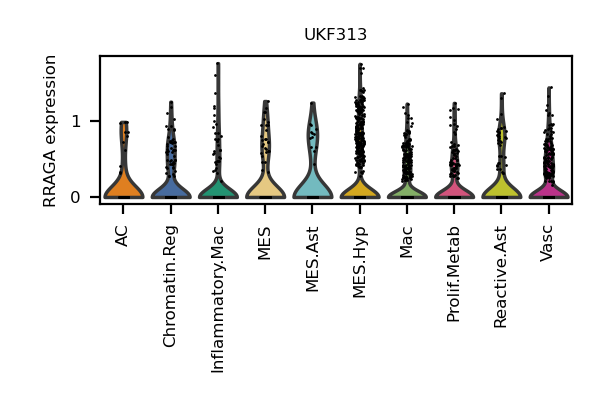 UKF313
RRAGA expression
1
0
AC
Chromatin.Reg
Inflammatory.Mac
MES
MES.Ast
MES.Hyp
Mac
Prolif.Metab
Reactive.Ast
Vasc